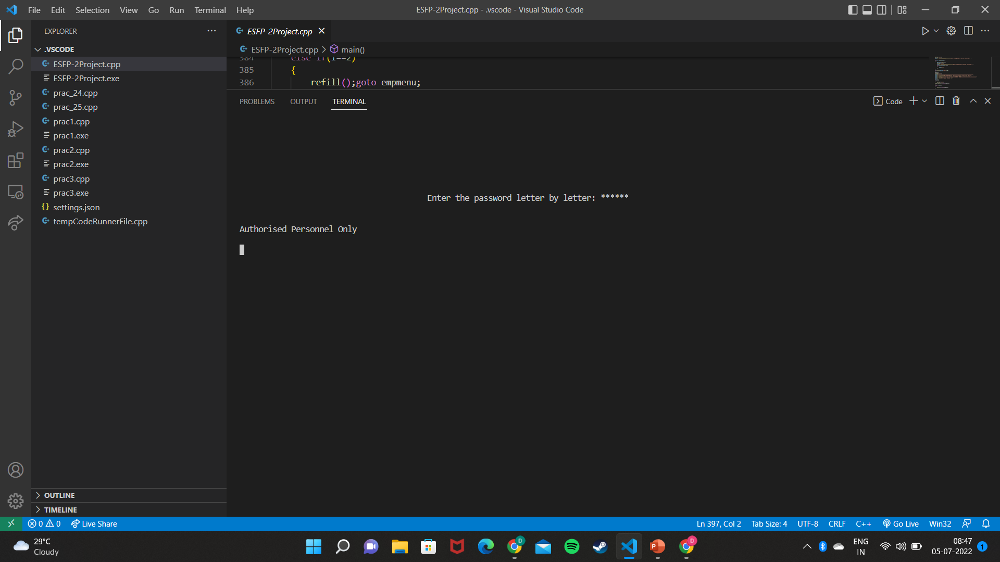 File Edit Selection View Go Run Terminal Help
ESFP-2Project.cpp - .vscode - Visual Studio Code
EXPLORER
.VSCODE
ESFP-2Project.cpp
ESFP-2Project.exe
prac_24.cpp
prac_25.cpp
prac1.cpp
prac1.exe
prac2.cpp
prac2.exe
prac3.cpp
prac3.exe
settings.json
tempCodeRunnerFile.cpp
OUTLINE
TIMELINE
ESFP-2Project.cpp
ESFP-2Project.cpp > main()
384 else if(i==2)
385 {
386 refill();goto empmenu;
PROBLEMS OUTPUT TERMINAL
Code
Enter the password letter by letter: ******
Authorised Personnel Only
0 0 Live Share
Ln 397, Col 2 Tab Size: 4 UTF-8 CRLF C++ Go Live Win32
29°C
Cloudy
D
P
D
ENG
IN
08:47
05-07-2022
1